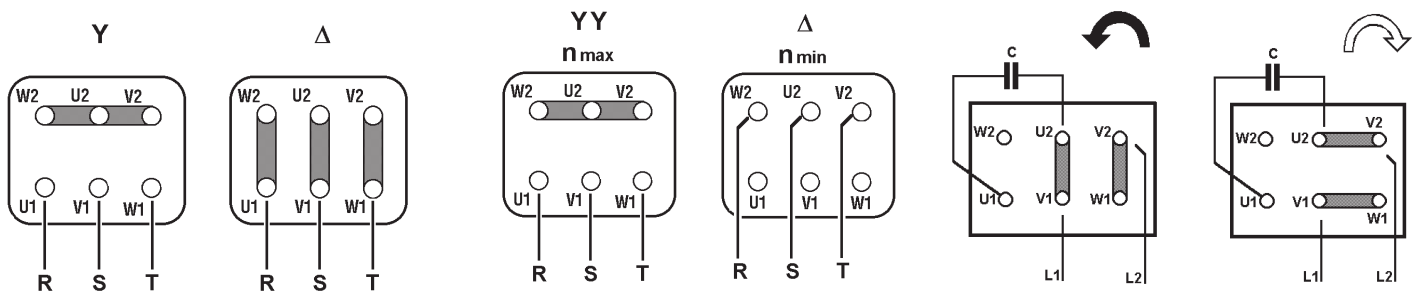 Y
W2 U2 V2
U1 V1 W1
R S T
Δ
W2 U2 V2
U1 V1 W1
R S T
YY
n max
W2 U2 V2
U1 V1 W1
R S T
Δ
n min
W2 U2 V2
U1 V1 W1
R S T
C
W2 U2 V2
U1 V1 W1
L1 L2
C
W2 U2 V2
U1 V1 W1
L1 L2